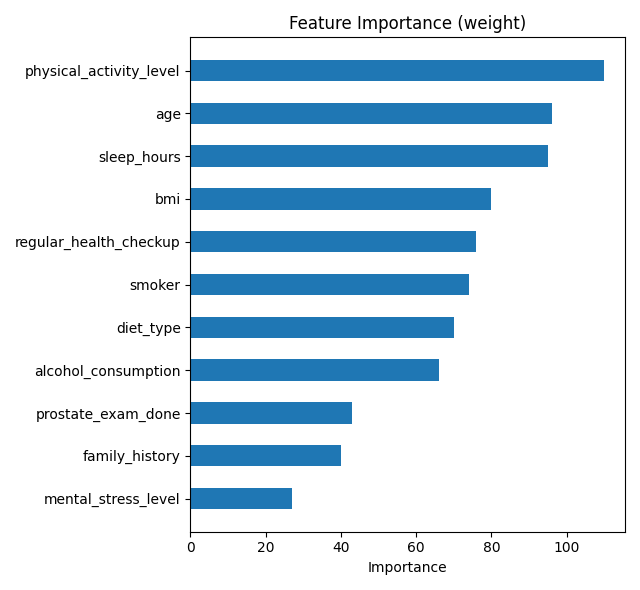 Feature Importance (weight)
physical_activity_level
age
sleep_hours
bmi
regular_health_checkup
smoker
diet_type
alcohol_consumption
prostate_exam_done
family_history
mental_stress_level
0 20 40 60 80 100
Importance